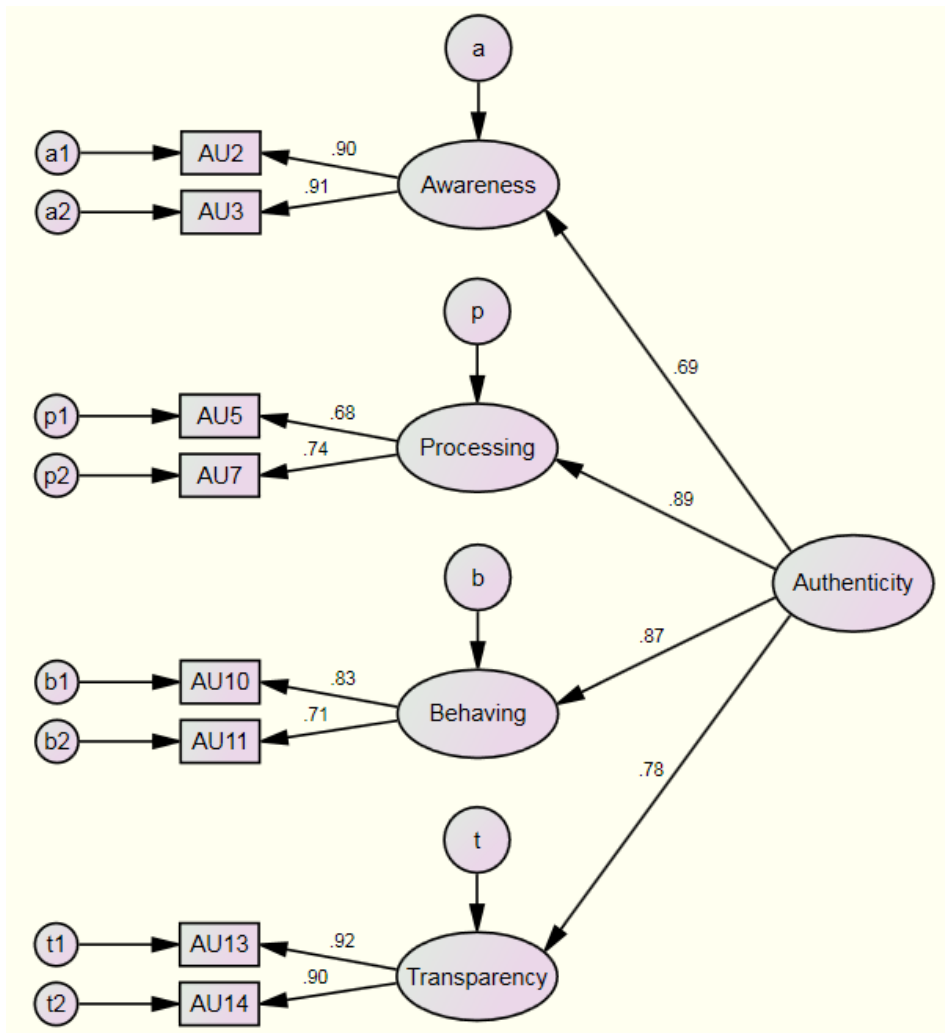 a
a1
AU2
.90
Awareness
a2
AU3
.91
.69
p
p1
AU5
.68
Processing
p2
AU7
.74
.89
Authenticity
b
.87
b1
AU10
.83
Behaving
b2
AU11
.71
.78
t
t1
AU13
.92
Transparency
t2
AU14
.90